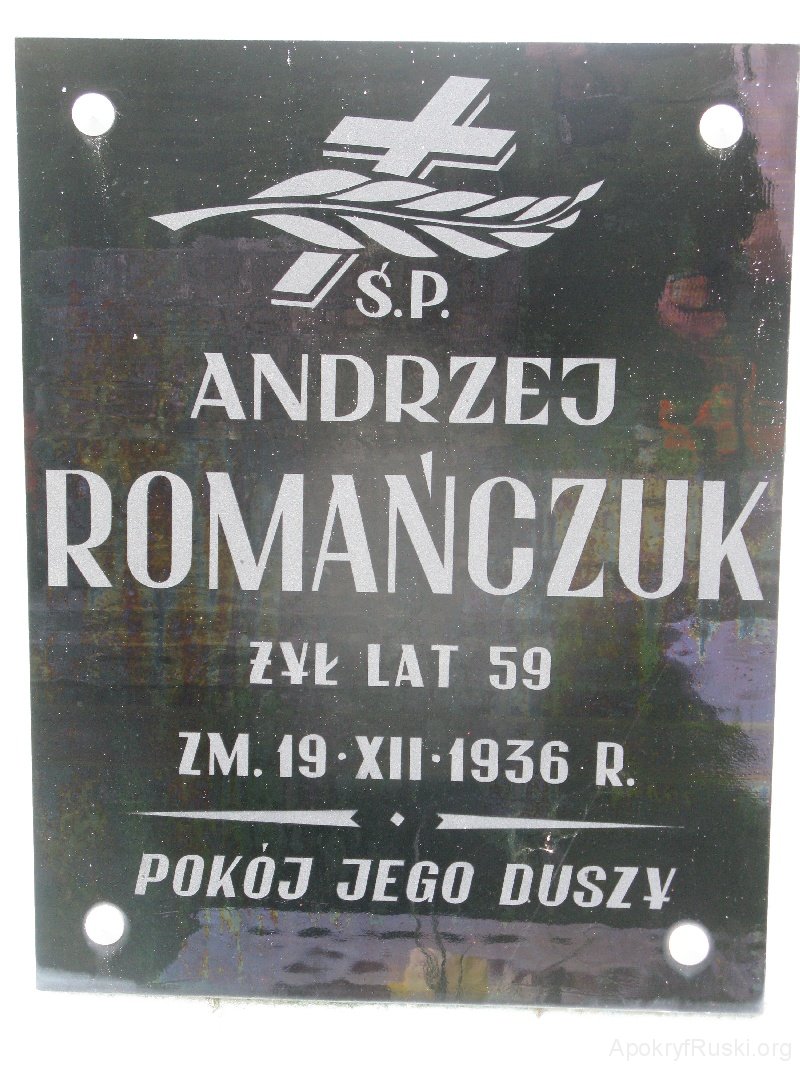 Ś.P.
ANDRZEJ
ROMAŃCZUK
ŻYŁ LAT 59
ZM. 19·XII·1936 R.
POKÓJ JEGO DUSZY
ApokryfRuski.org